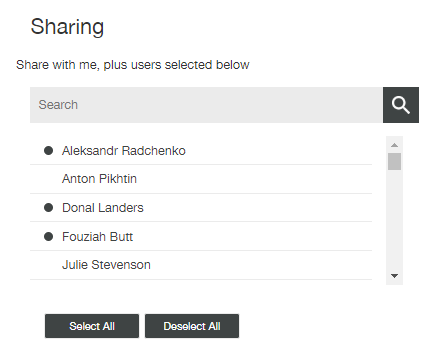 Sharing
Share with me, plus users selected below
Search
Aleksandr Radchenko
Anton Pikhtin
Donal Landers
Fouziah Butt
Julie Stevenson
Select All Deselect All